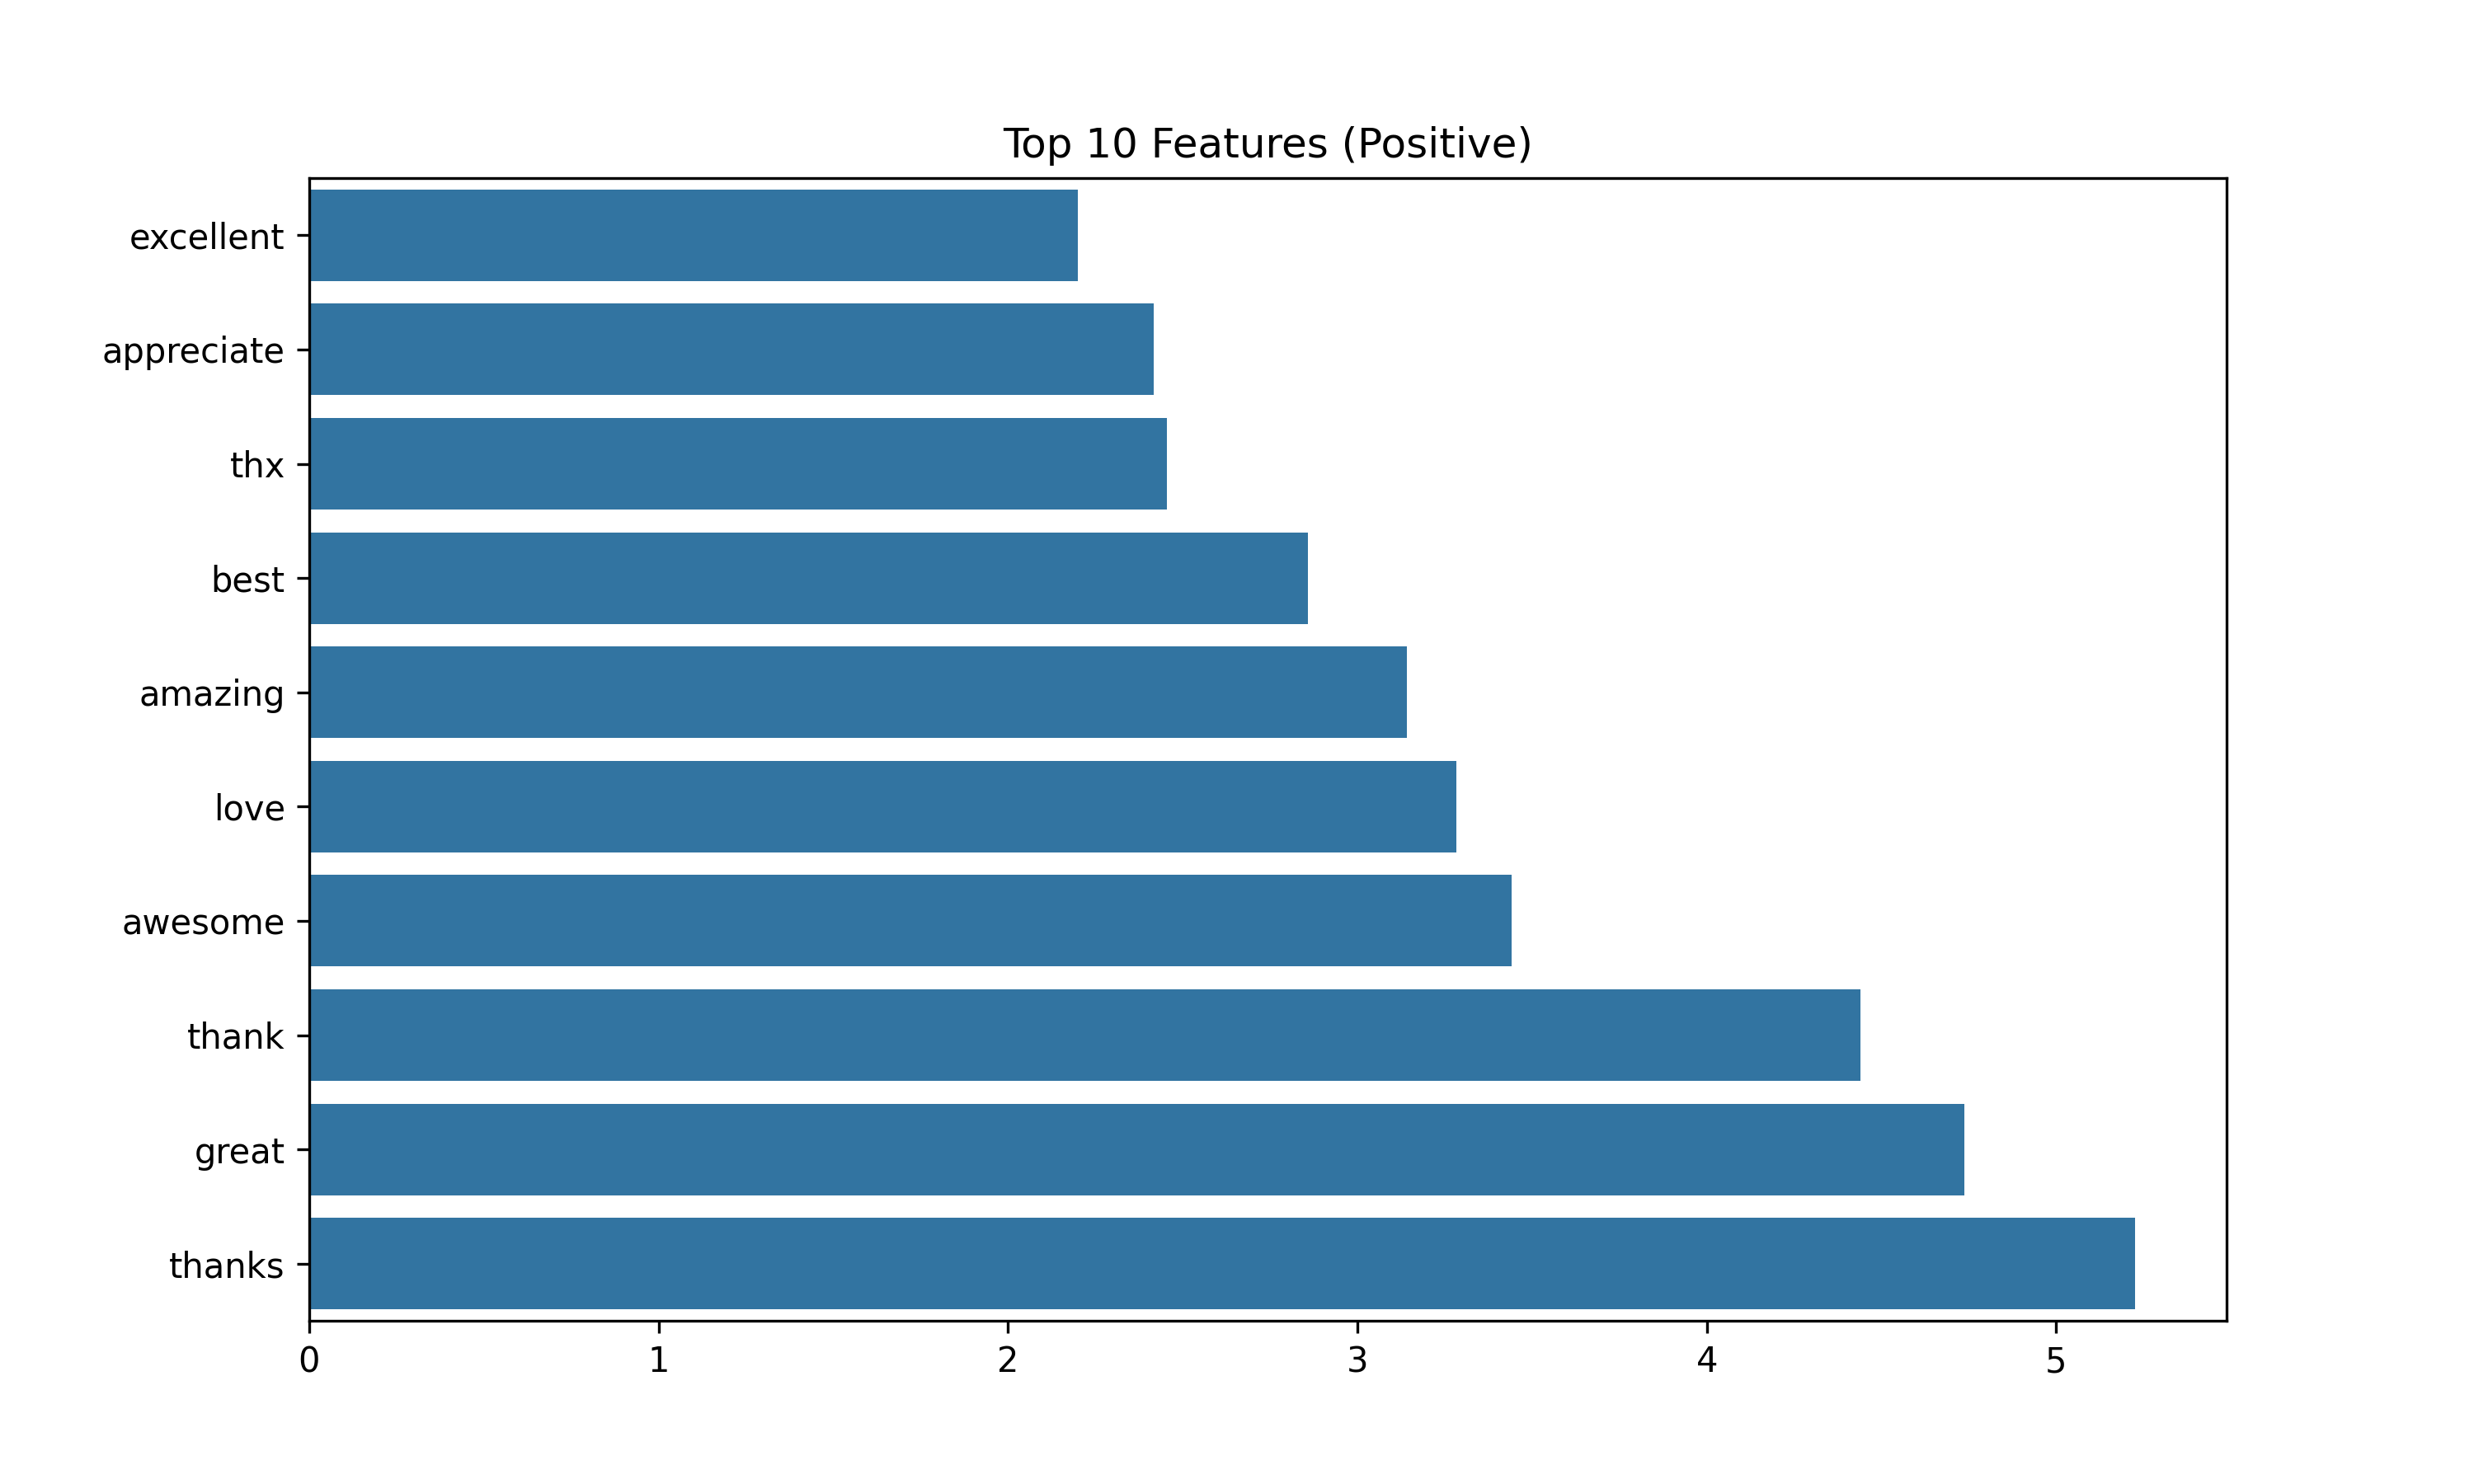 Top 10 Features (Positive)
excellent
appreciate
thx
best
amazing
love
awesome
thank
great
thanks
0 1 2 3 4 5